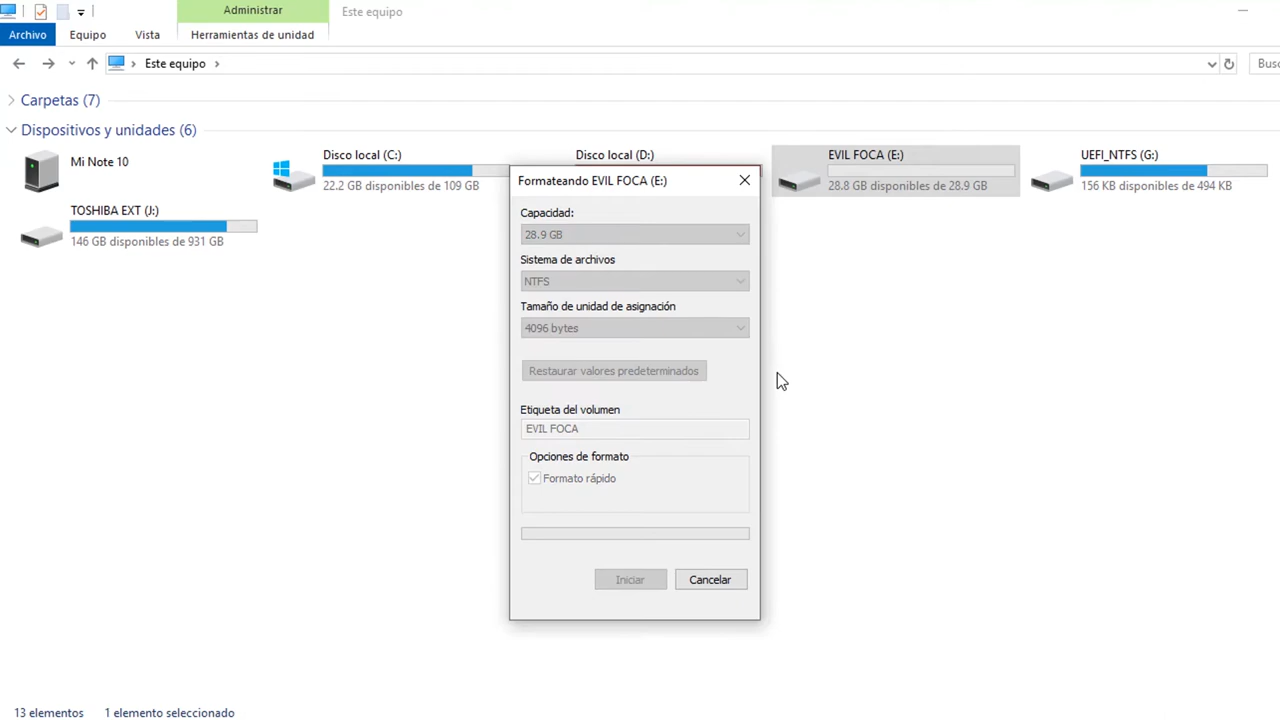 Administrar
Este equipo
Archivo
Equipo
Vista
Herramientas de unidad
Este equipo
Busc
Carpetas (7)
Dispositivos y unidades (6)
Mi Note 10
Disco local (C:)
22.2 GB disponibles de 109 GB
Disco local (D:)
EVIL FOCA (E:)
28.8 GB disponibles de 28.9 GB
UEFI_NTFS (G:)
156 KB disponibles de 494 KB
TOSHIBA EXT (J:)
146 GB disponibles de 931 GB
Formateando EVIL FOCA (E:)
Capacidad:
28.9 GB
Sistema de archivos
NTFS
Tamaño de unidad de asignación
4096 bytes
Restaurar valores predeterminados
Etiqueta del volumen
EVIL FOCA
Opciones de formato
Formato rápido
Iniciar
Cancelar
13 elementos
1 elemento seleccionado